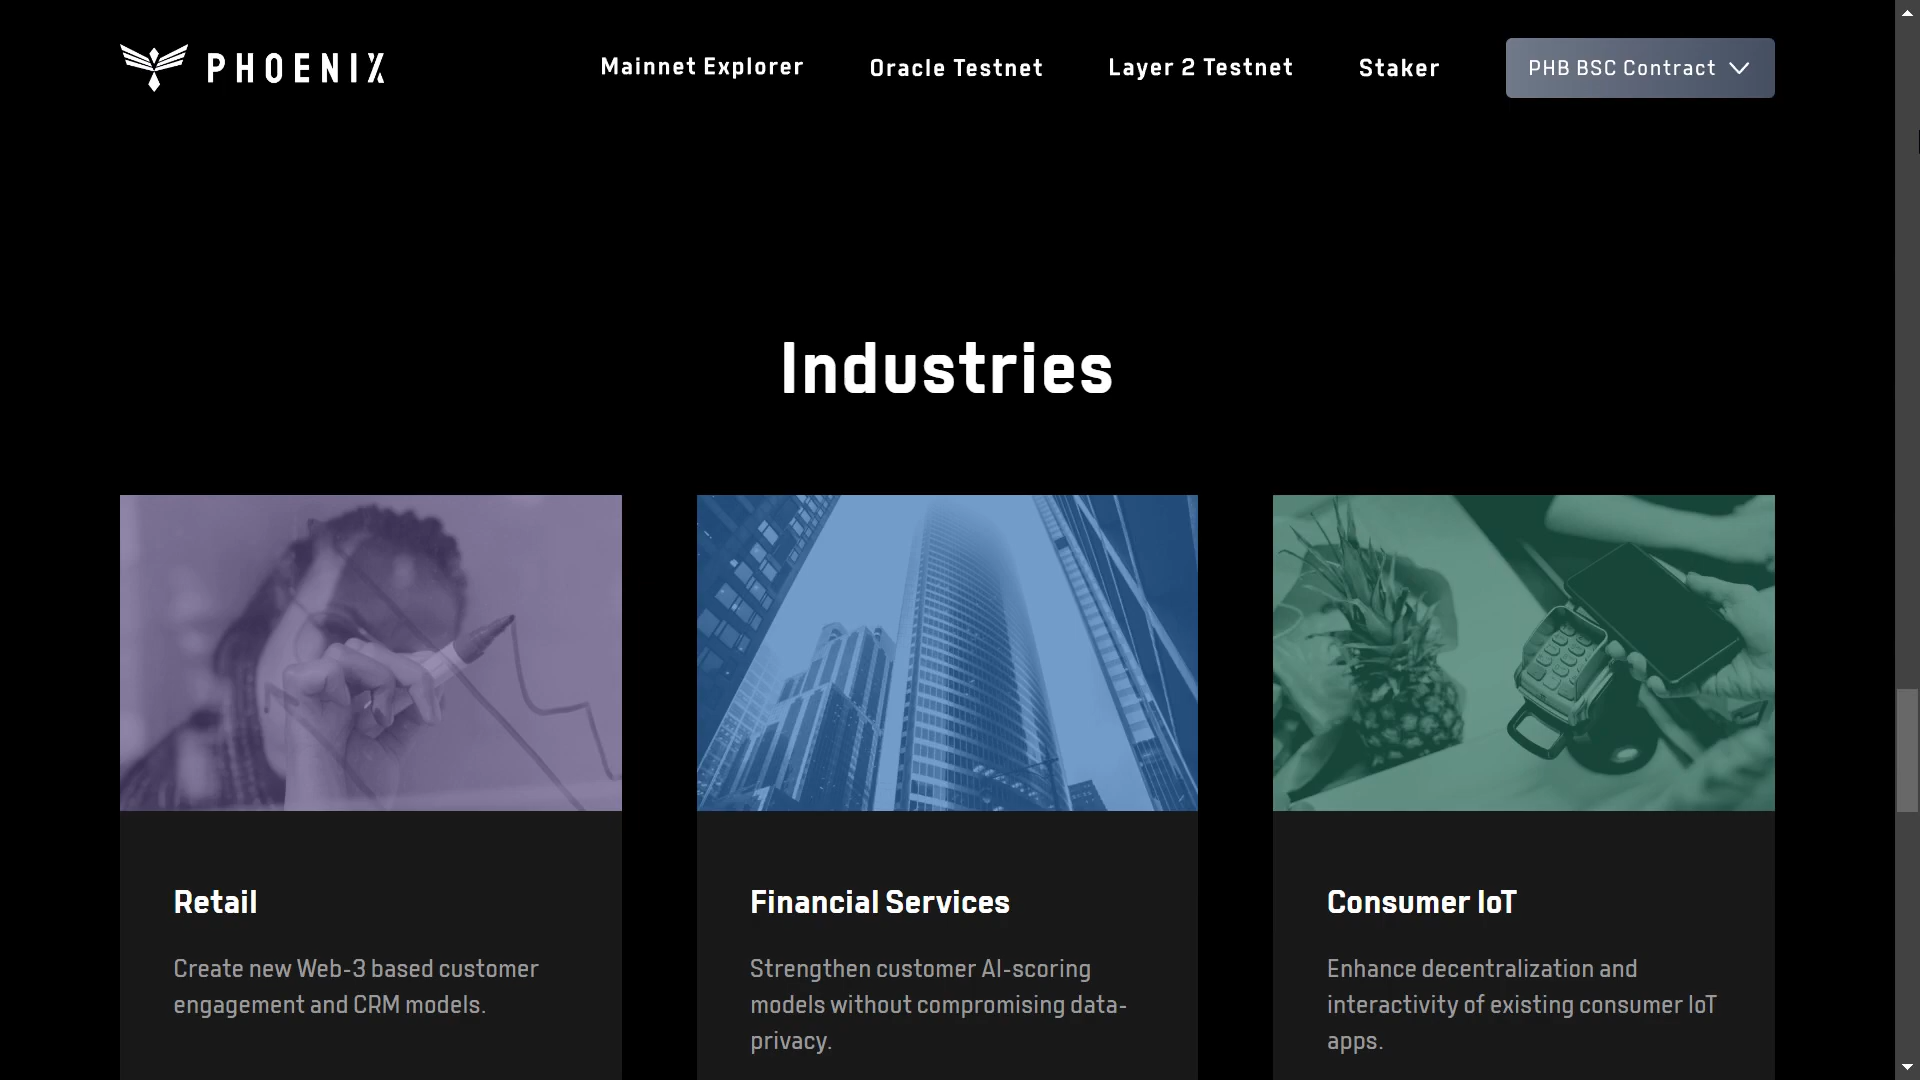 PHOENIX
Mainnet Explorer
Oracle Testnet
Layer 2 Testnet
Staker
PHB BSC Contract
Industries
Retail
Create new Web-3 based customer
engagement and CRM models.
Financial Services
Strengthen customer AI-scoring
models without compromising data-
privacy.
Consumer IoT
Enhance decentralization and
interactivity of existing consumer IoT
apps.